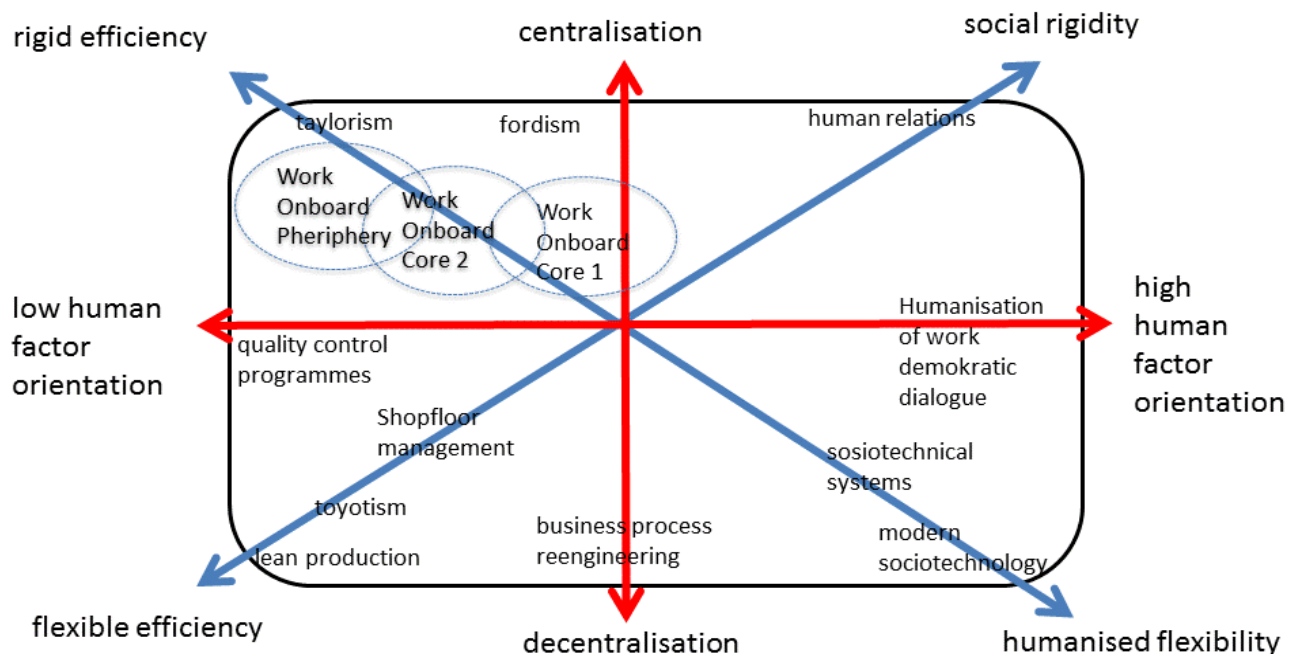 rigid efficiency
centralisation
social rigidity
taylorism
fordism
human relations
Work
Onboard
Pheriphery
Work
Onboard
Core 2
Work
Onboard
Core 1
low human
factor
orientation
high
human
factor
orientation
Humanisation
of work
demokratic
dialogue
quality control
programmes
Shopfloor
management
sosiotechnical
systems
toyotism
lean production
business process
reengineering
modern
sociotechnology
flexible efficiency
decentralisation
humanised flexibility